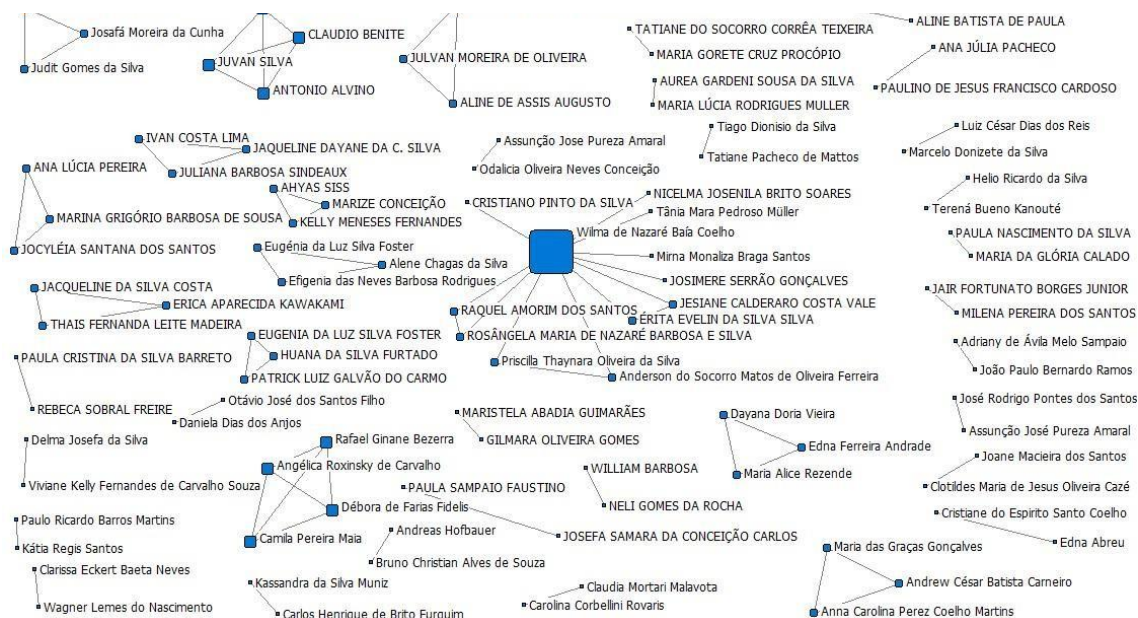 ALINE BATISTA DE PAULA
TATIANE DO SOCORRO CORRÊA TEIXEIRA
Josafá Moreira da Cunha
CLAUDIO BENITE
ANA JÚLIA PACHECO
MARIA GORETE CRUZ PROCÓPIO
JULVAN MOREIRA DE OLIVEIRA
JUVAN SILVA
Judit Gomes da Silva
AUREA GARDENI SOUSA DA SILVA
PAULINO DE JESUS FRANCISCO CARDOSO
ANTONIO ALVINO
ALINE DE ASSIS AUGUSTO
MARIA LÚCIA RODRIGUES MULLER
Tiago Dionisio da Silva
Luiz César Dias dos Reis
IVAN COSTA LIMA
Assunção Jose Pureza Amaral
JAQUELINE DAYANE DA C. SILVA
Marcelo Donizete da Silva
Tatiane Pacheco de Mattos
ANA LÚCIA PEREIRA
Odalicia Oliveira Neves Conceição
JULIANA BARBOSA SINDEAUX
Helio Ricardo da Silva
AHYAS SISS
NICELMA JOSENILA BRITO SOARES
CRISTIANO PINTO DA SILVA
MARIZE CONCEIÇÃO
Terená Bueno Kanouté
Tânia Mara Pedroso Müller
MARINA GRIGÓRIO BARBOSA DE SOUSA
KELLY MENESES FERNANDES
Wilma de Nazaré Baía Coelho
PAULA NASCIMENTO DA SILVA
Eugénia da Luz Silva Foster
JOCYLÉIA SANTANA DOS SANTOS
Mirna Monaliza Braga Santos
MARIA DA GLÓRIA CALADO
Alene Chagas da Silva
JOSIMERE SERRÃO GONÇALVES
Efigenia das Neves Barbosa Rodrigues
JACQUELINE DA SILVA COSTA
JAIR FORTUNATO BORGES JUNIOR
JESIANE CALDERARO COSTA VALE
ERICA APARECIDA KAWAKAMI
RAQUEL AMORIM DOS SANTOS
MILENA PEREIRA DOS SANTOS
ERITA EVELIN DA SILVA SILVA
THAIS FERNANDA LEITE MADEIRA
EUGENIA DA LUZ SILVA FOSTER
ROSÂNGELA MARIA DE NAZARÉ BARBOSA E SILVA
Adriany de Ávila Melo Sampaio
PAULA CRISTINA DA SILVA BARRETO
HUANA DA SILVA FURTADO
Priscilla Thaynara Oliveira da Silva
João Paulo Bernardo Ramos
PATRICK LUIZ GALVÃO DO CARMO
Anderson do Socorro Matos de Oliveira Ferreira
Otávio José dos Santos Filho
José Rodrigo Pontes dos Santos
REBECA SOBRAL FREIRE
MARISTELA ABADIA GUIMARÃES
Dayana Doria Vieira
Daniela Dias dos Anjos
Assunção José Pureza Amaral
Delma Josefa da Silva
Rafael Ginane Bezerra
GILMARA OLIVEIRA GOMES
Edna Ferreira Andrade
Joane Macieira dos Santos
Angélica Roxinsky de Carvalho
WILLIAM BARBOSA
Maria Alice Rezende
Viviane Kelly Fernandes de Carvalho Souza
PAULA SAMPAIO FAUSTINO
Clotildes Maria de Jesus Oliveira Cazé
NELI GOMES DA ROCHA
Débora de Farias Fidelis
Cristiane do Espirito Santo Coelho
Paulo Ricardo Barros Martins
Andreas Hofbauer
JOSEFA SAMARA DA CONCEIÇÃO CARLOS
Camila Pereira Maia
Edna Abreu
Kátia Regis Santos
Maria das Graças Gonçalves
Bruno Christian Alves de Souza
Clarissa Eckert Baeta Neves
Kassandra da Silva Muniz
Andrew César Batista Carneiro
Claudia Mortari Malavota
Carolina Corbellini Rovaris
Wagner Lemes do Nascimento
Anna Carolina Perez Coelho Martins
Carlos Henrique de Brito Furquim